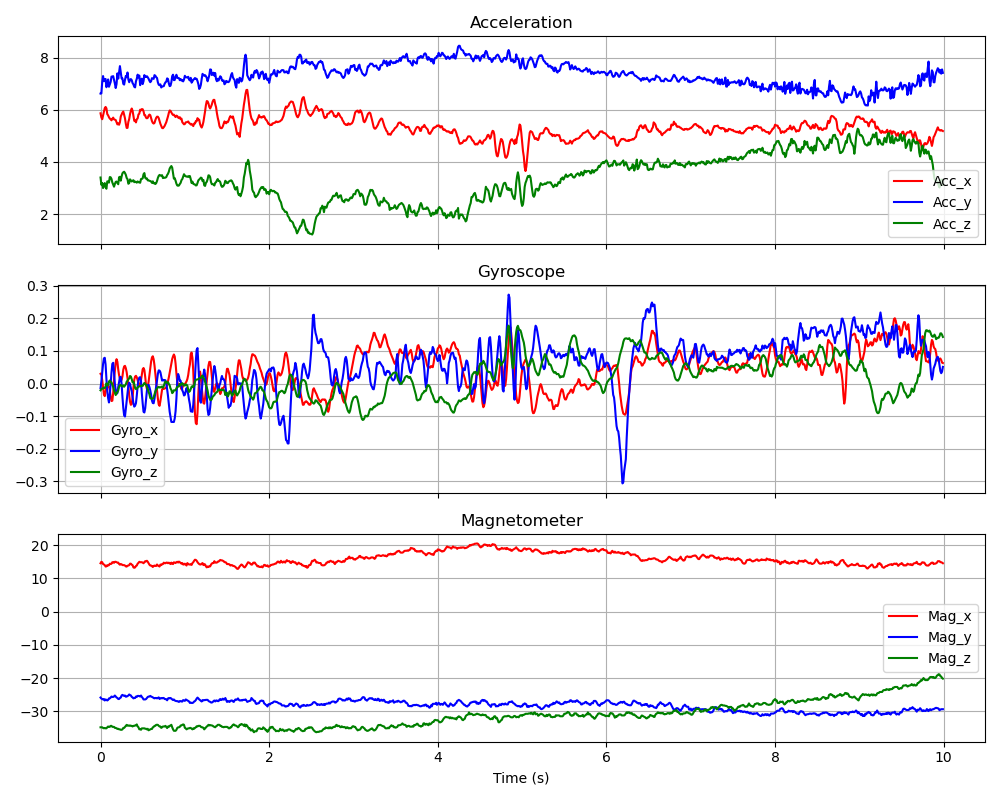 Acceleration
8
6
4
2
Acc_x
Acc_y
Acc_z
Gyroscope
0.3
0.2
0.1
0.0
−0.1
−0.2
−0.3
Gyro_x
Gyro_y
Gyro_z
Magnetometer
20
10
0
−10
−20
−30
Mag_x
Mag_y
Mag_z
0 2 4 6 8 10
Time (s)